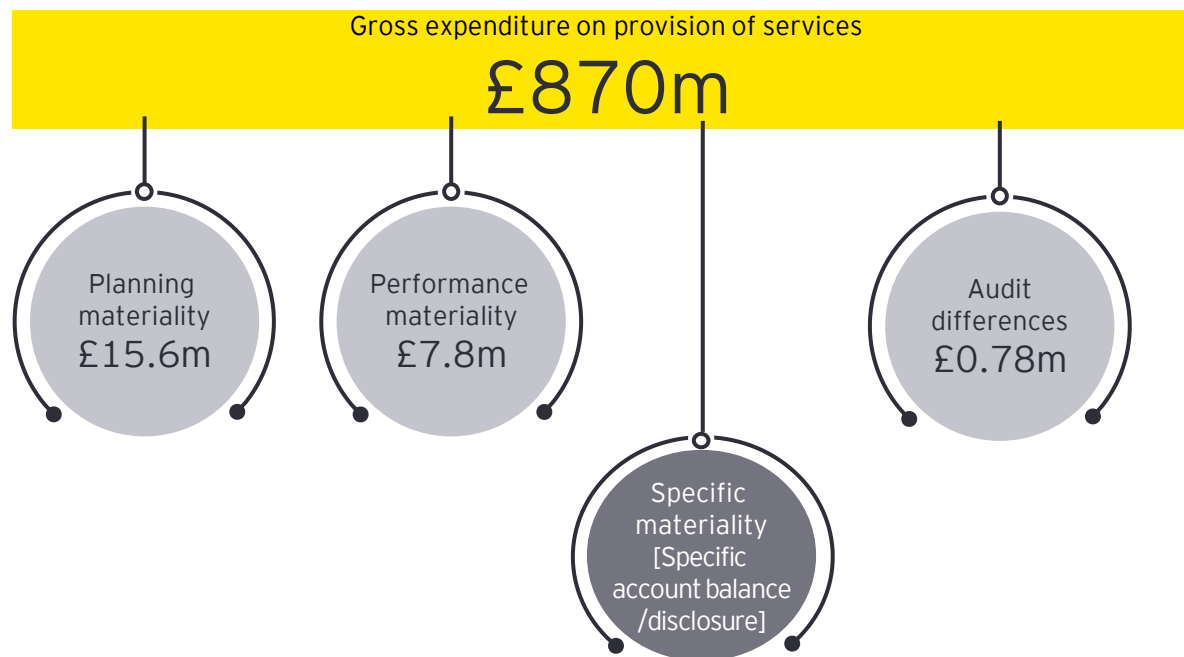 Gross expenditure on provision of services
£870m
Planning
materiality
£15.6m
Performance
materiality
£7.8m
Audit
differences
£0.78m
Specific
materiality
[Specific
account balance
/disclosure]